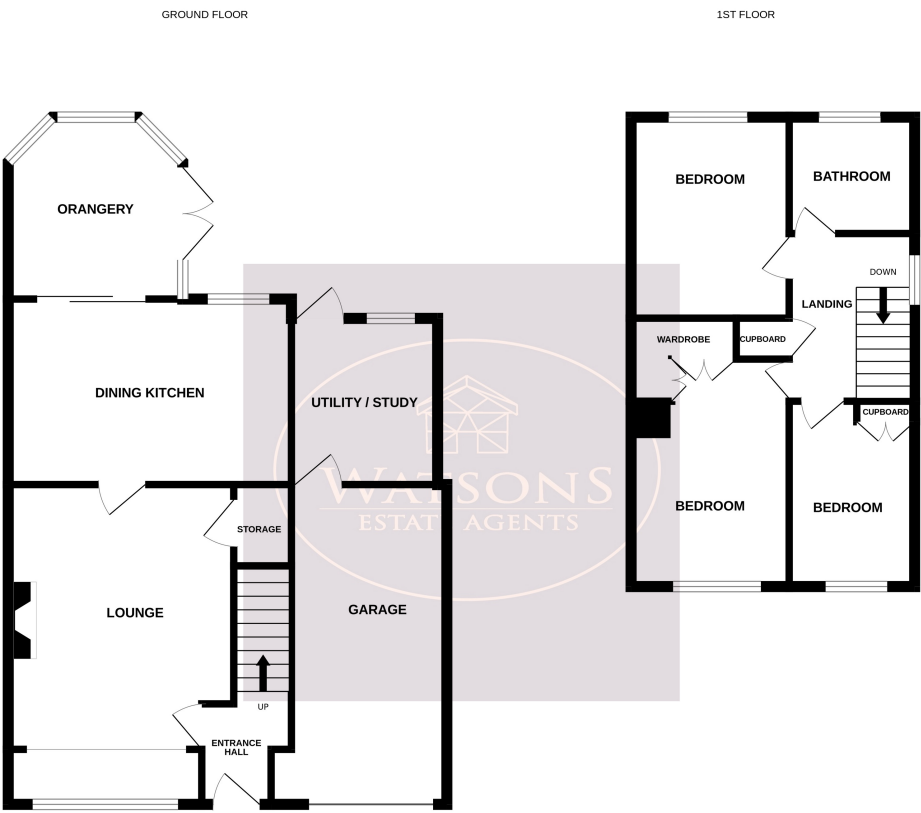 GROUND FLOOR
1ST FLOOR
ORANGERY
DINING KITCHEN
UTILITY / STUDY
STORAGE
LOUNGE
GARAGE
UP
ENTRANCE
HALL
BEDROOM
BATHROOM
DOWN
LANDING
WARDROBE
CUPBOARD
CUPBOARD
BEDROOM
BEDROOM
WATSONS
ESTATE AGENTS